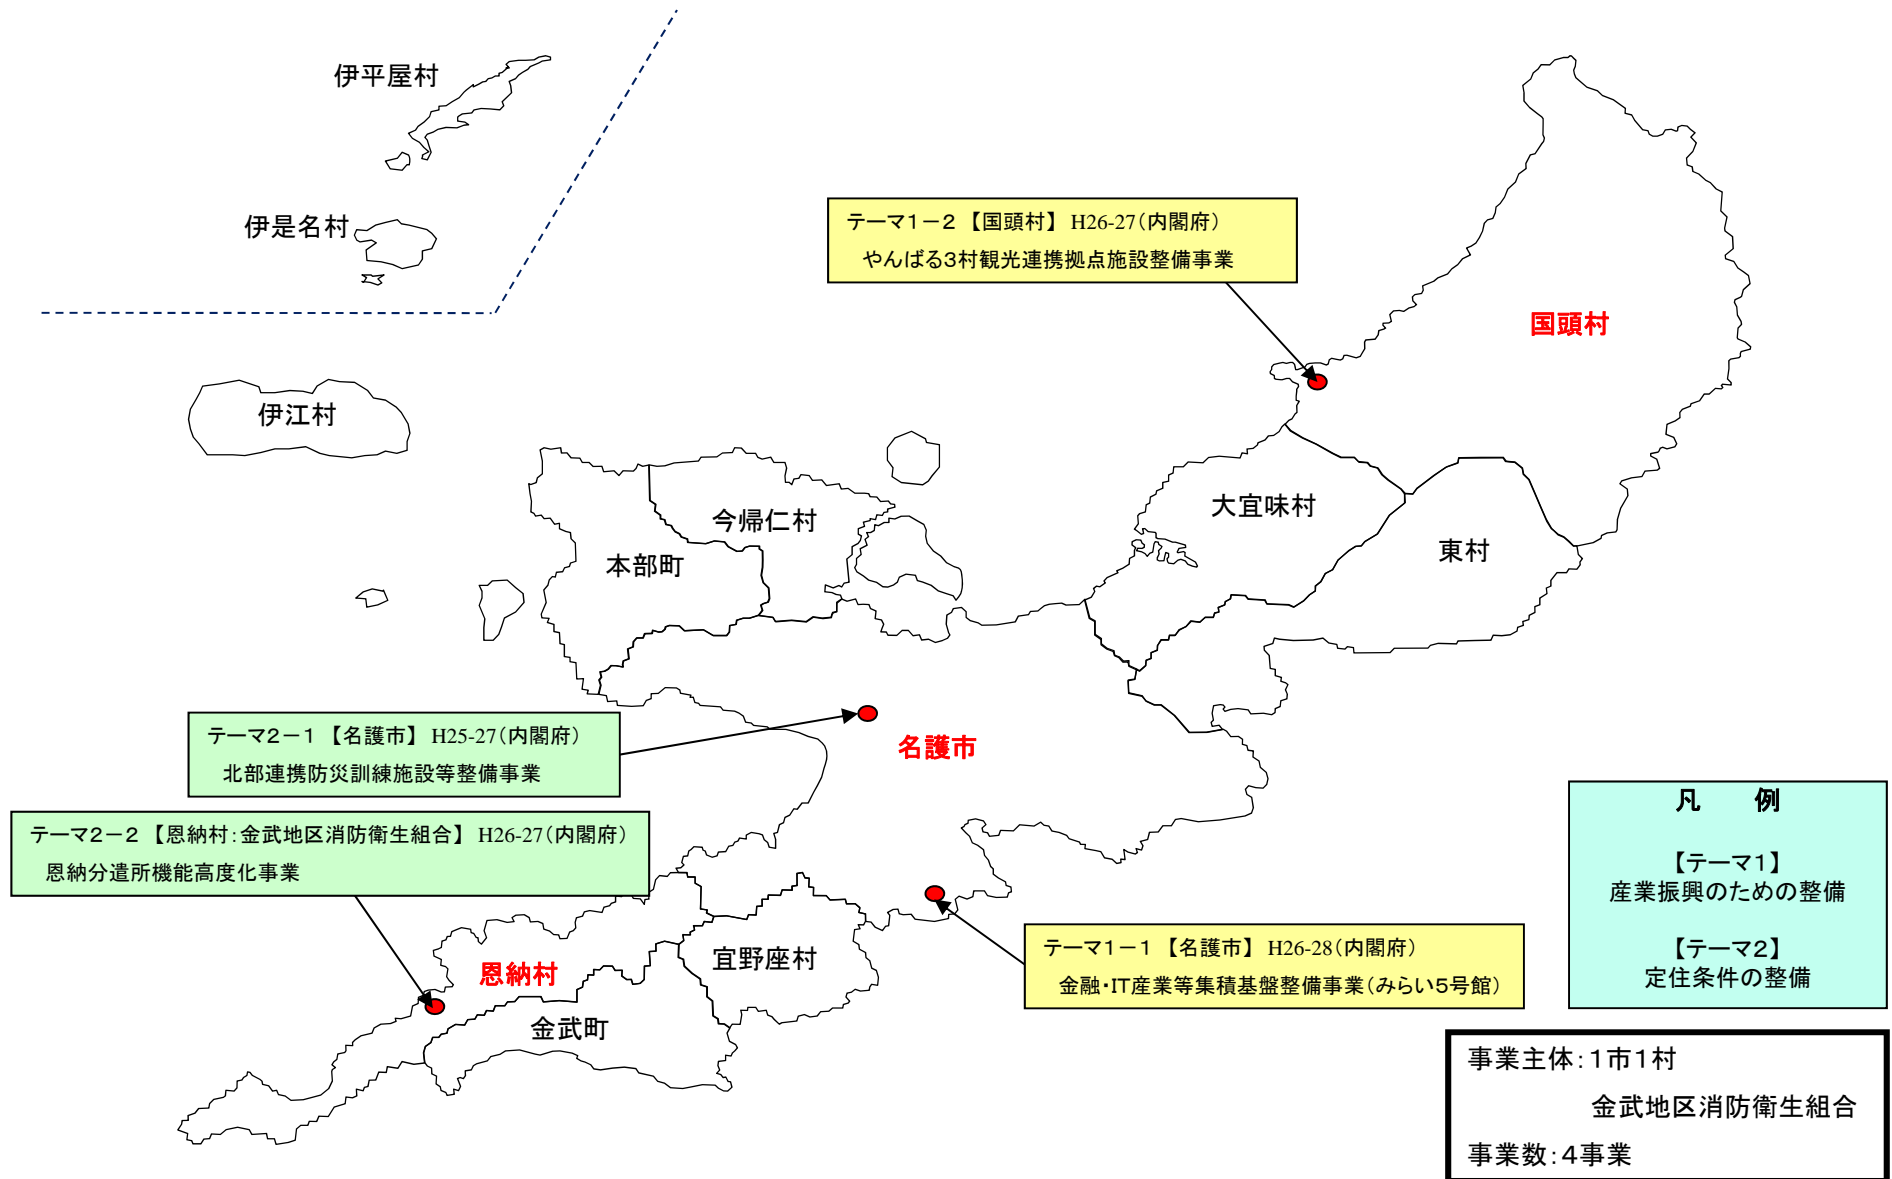 伊平屋村
伊是名村
テーマ1-2 【国頭村】 H26-27(内閣府)
やんばる3村観光連携拠点施設整備事業
国頭村
伊江村
今帰仁村
大宜味村
本部町
東村
テーマ2-1 【名護市】 H25-27(内閣府)
北部連携防災訓練施設等整備事業
名護市
テーマ2-2 【恩納村:金武地区消防衛生組合】 H26-27(内閣府)
恩納分遣所機能高度化事業
恩納村
宜野座村
金武町
テーマ1-1 【名護市】 H26-28(内閣府)
金融・IT産業等集積基盤整備事業(みらい5号館)
凡 例
【テーマ1】
産業振興のための整備
【テーマ2】
定住条件の整備
事業主体:1市1村
金武地区消防衛生組合
事業数:4事業